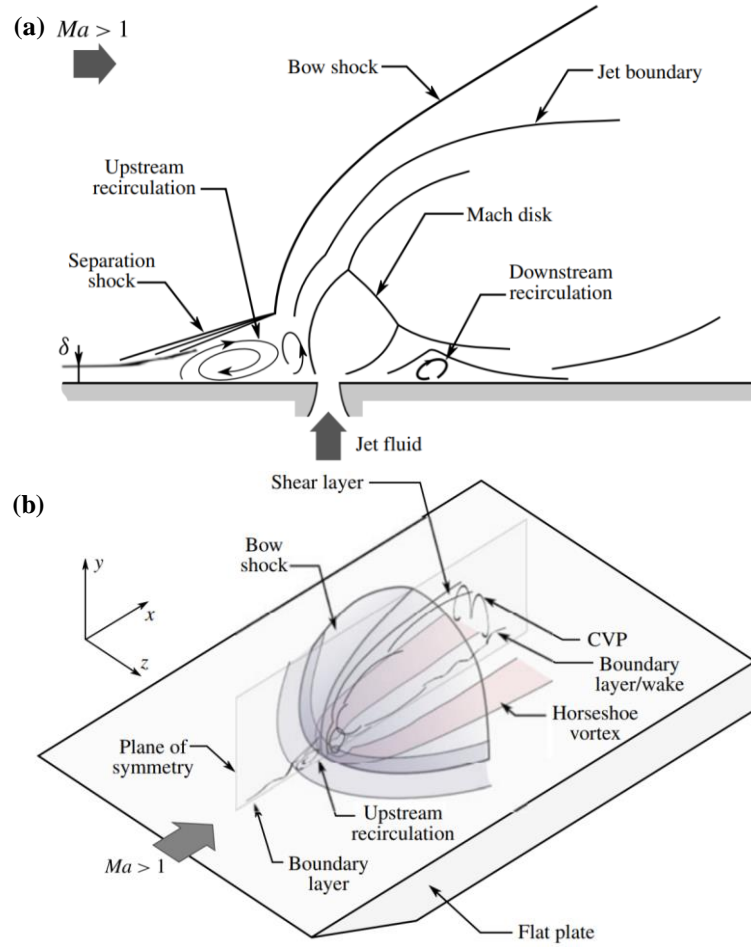 (a) Ma > 1
Bow shock
Jet boundary
Upstream
recirculation
Mach disk
Separation
shock
Downstream
recirculation
δ
Jet fluid
(b)
Shear layer
Bow
shock
y
x
z
CVP
Boundary
layer/wake
Horseshoe
vortex
Plane of
symmetry
Upstream
recirculation
Ma > 1
Boundary
layer
Flat plate